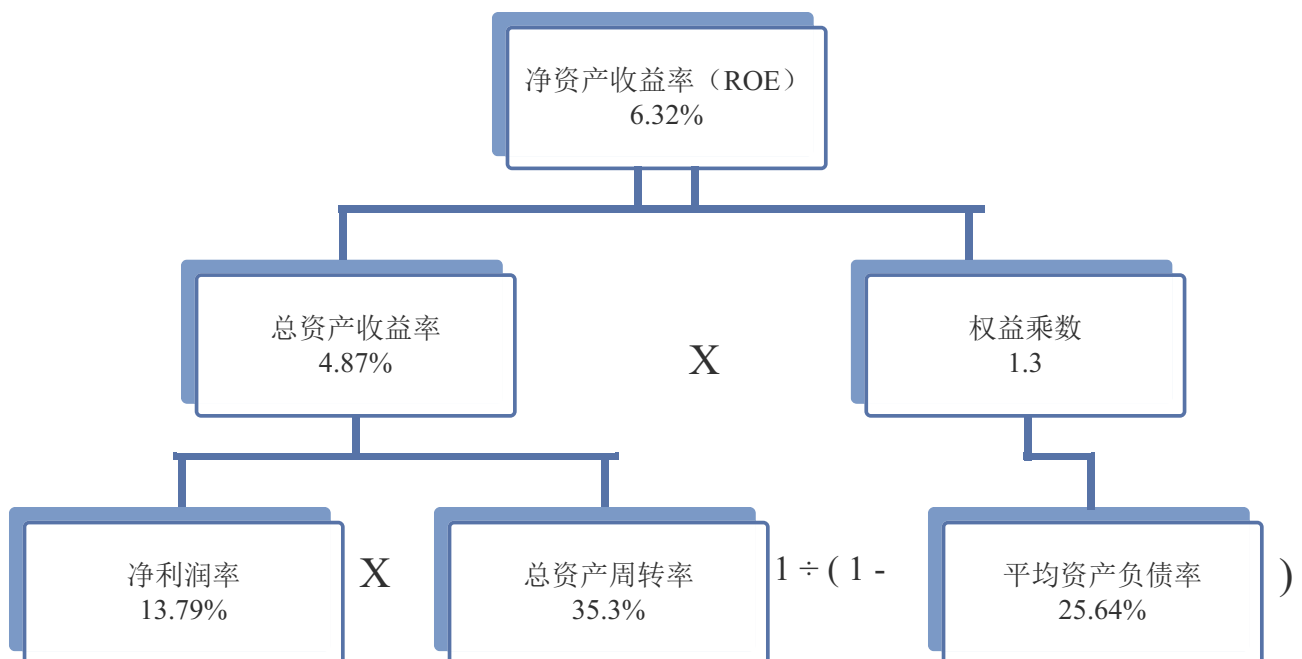 净资产收益率（ROE）
6.32%
总资产收益率
4.87%
X
权益乘数
1.3
净利润率
13.79%
X
总资产周转率
35.3%
1 ÷ ( 1 -
平均资产负债率
25.64%
)